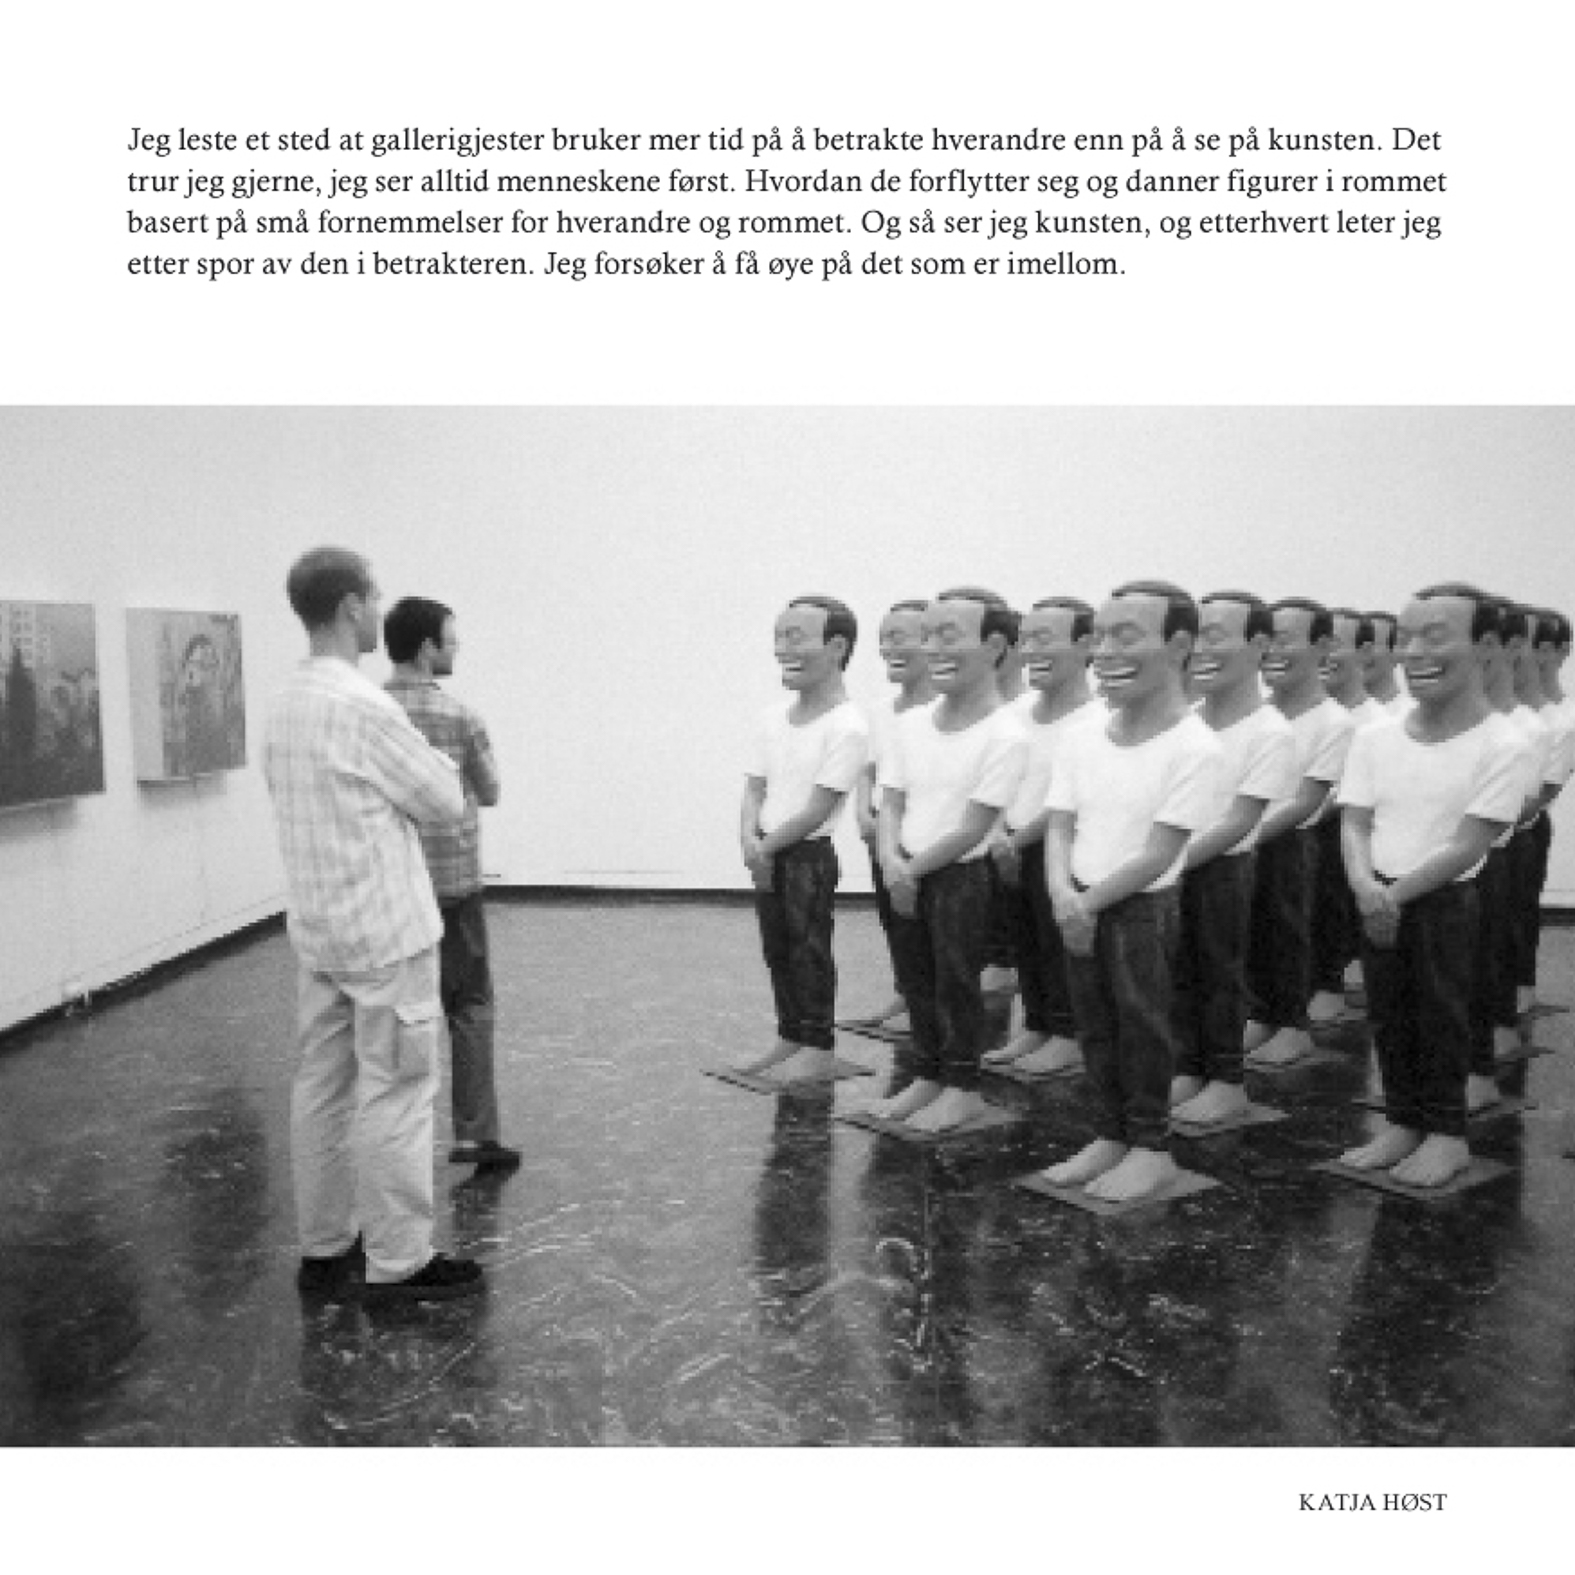 Jeg leste et sted at gallerigjester bruker mer tid på å betrakte hverandre enn på å se på kunsten. Det
trur jeg gjerne, jeg ser alltid menneskene først. Hvordan de forflytter seg og danner figurer i rommet
basert på små fornemmelser for hverandre og rommet. Og så ser jeg kunsten, og etterhvert leter jeg
etter spor av den i betrakteren. Jeg forsøker å få øye på det som er imellom.
KATJA HØST